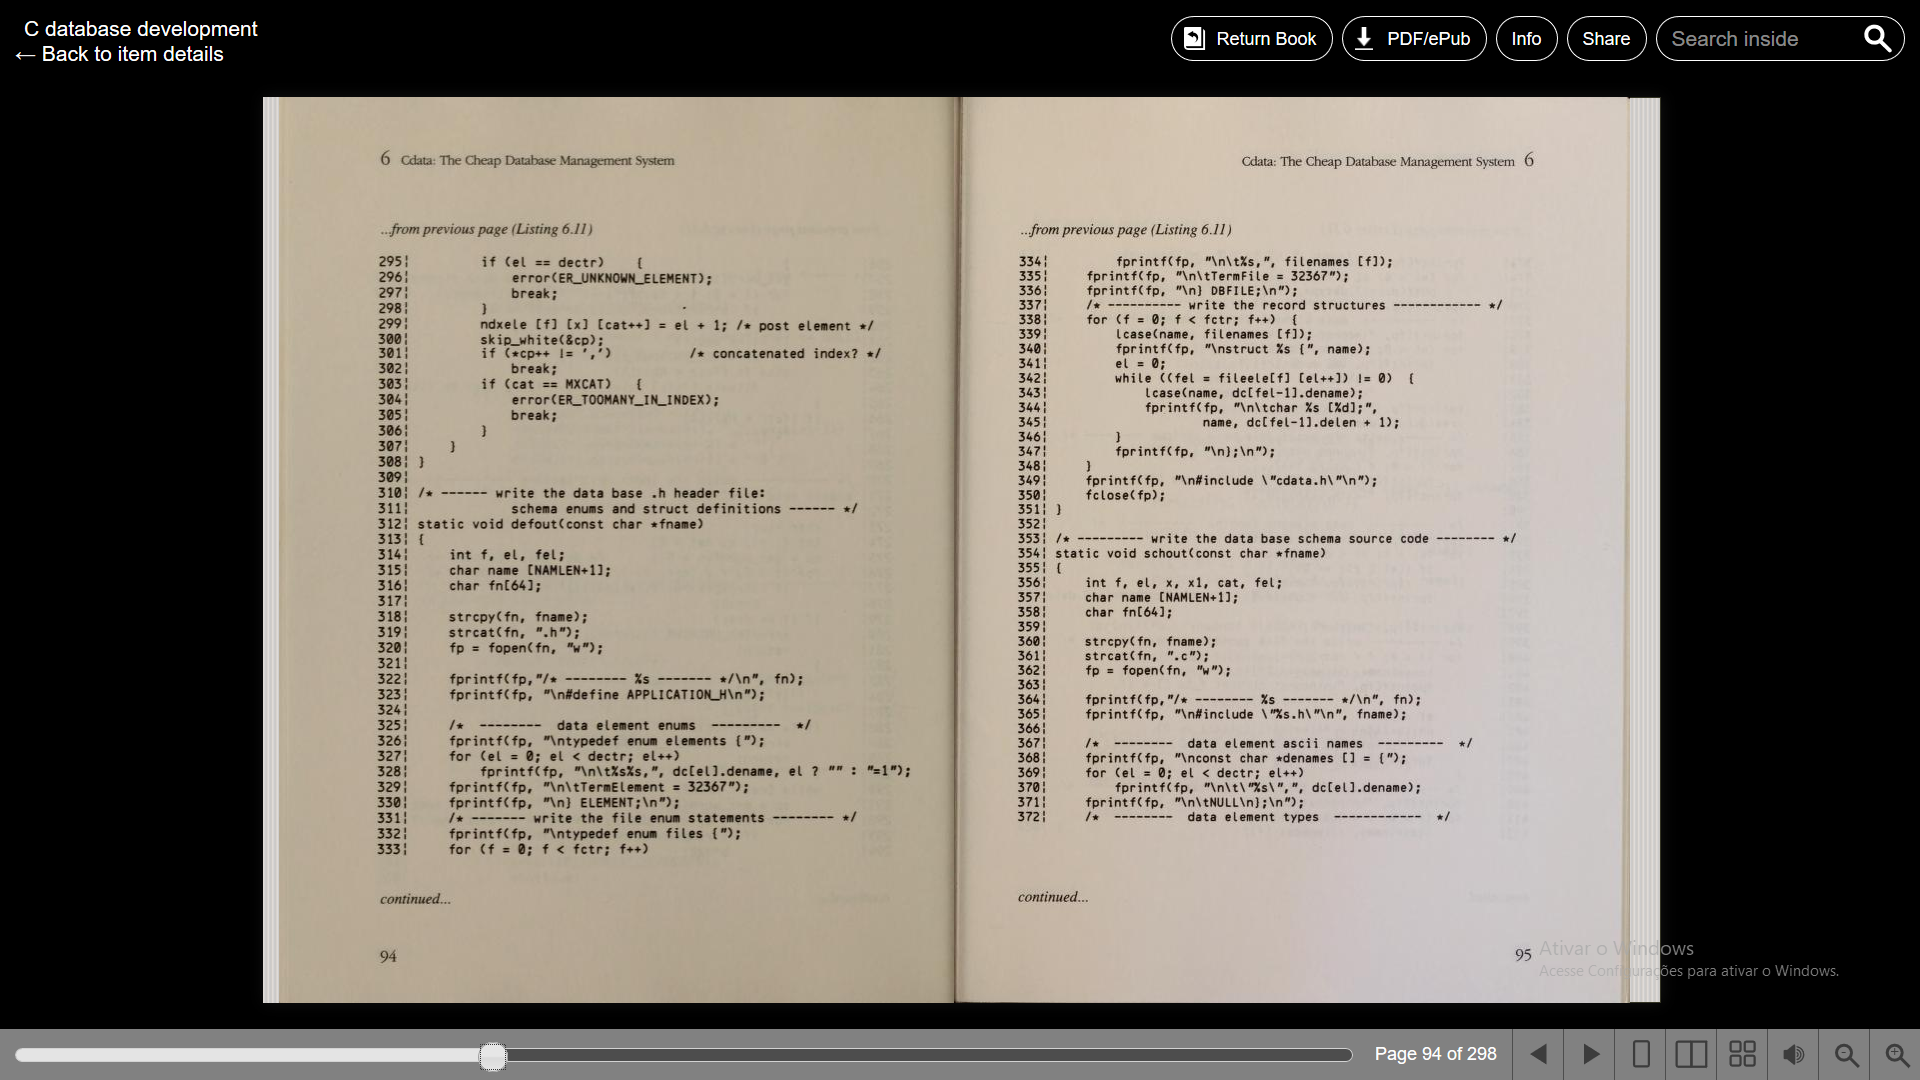 C database development
← Back to item details
Return Book
PDF/ePub
Info
Share
Search inside
6 Cdata: The Cheap Database Management System
...from previous page (Listing 6.11)
295¦ if (el == dectr) {
296¦ error(ER_UNKNOWN_ELEMENT);
297¦ break;
298¦ }
299¦ ndxele [f] [x] [cat++] = el + 1; /* post element */
300¦ skip_white(&cp);
301¦ if (*cp++ != ',') /* concatenated index? */
302¦ break;
303¦ if (cat == MXCAT) {
304¦ error(ER_TOOMANY_IN_INDEX);
305¦ break;
306¦ }
307¦ }
308¦ }
309¦
310¦ /* ------ write the data base .h header file:
311¦ schema enums and struct definitions ------ */
312¦ static void defout(const char *fname)
313¦ {
314¦ int f, el, fel;
315¦ char name [NAMLEN+1];
316¦ char fn[64];
317¦
318¦ strcpy(fn, fname);
319¦ strcat(fn, ".h");
320¦ fp = fopen(fn, "w");
321¦
322¦ fprintf(fp,"/* -------- %s ------- */\n", fn);
323¦ fprintf(fp, "\n#define APPLICATION_H\n");
324¦
325¦ /* -------- data element enums --------- */
326¦ fprintf(fp, "\ntypedef enum elements {");
327¦ for (el = 0; el < dectr; el++)
328¦ fprintf(fp, "\n\t%s%s,", dc[el].dename, el ? "" : "=1");
329¦ fprintf(fp, "\n\tTermElement = 32367");
330¦ fprintf(fp, "\n} ELEMENT;\n");
331¦ /* ------- write the file enum statements -------- */
332¦ fprintf(fp, "\ntypedef enum files {");
333¦ for (f = 0; f < fctr; f++)
continued...
94
Cdata: The Cheap Database Management System 6
...from previous page (Listing 6.11)
334¦ fprintf(fp, "\n\t%s,", filenames [f]);
335¦ fprintf(fp, "\n\tTermFile = 32367");
336¦ fprintf(fp, "\n} DBFILE;\n");
337¦ /* ---------- write the record structures ------------ */
338¦ for (f = 0; f < fctr; f++) {
339¦ lcase(name, filenames [f]);
340¦ fprintf(fp, "\nstruct %s {", name);
341¦ el = 0;
342¦ while ((fel = fileele[f] [el++]) != 0) {
343¦ lcase(name, dc[fel-1].dename);
344¦ fprintf(fp, "\n\tchar %s [%d];",
345¦ name, dc[fel-1].delen + 1);
346¦ }
347¦ fprintf(fp, "\n};\n");
348¦ }
349¦ fprintf(fp, "\n#include \"cdata.h\"\n");
350¦ fclose(fp);
351¦ }
352¦
353¦ /* --------- write the data base schema source code -------- */
354¦ static void schout(const char *fname)
355¦ {
356¦ int f, el, x, x1, cat, fel;
357¦ char name [NAMLEN+1];
358¦ char fn[64];
359¦
360¦ strcpy(fn, fname);
361¦ strcat(fn, ".c");
362¦ fp = fopen(fn, "w");
363¦
364¦ fprintf(fp,"/* -------- %s ------- */\n", fn);
365¦ fprintf(fp, "\n#include \"%s.h\"\n", fname);
366¦
367¦ /* -------- data element ascii names --------- */
368¦ fprintf(fp, "\nconst char *denames [] = {");
369¦ for (el = 0; el < dectr; el++)
370¦ fprintf(fp, "\n\t\"%s\",", dc[el].dename);
371¦ fprintf(fp, "\n\tNULL\n};\n");
372¦ /* -------- data element types ------------ */
continued...
95
Ativar o Windows
Acesse Configurações para ativar o Windows.
Page 94 of 298